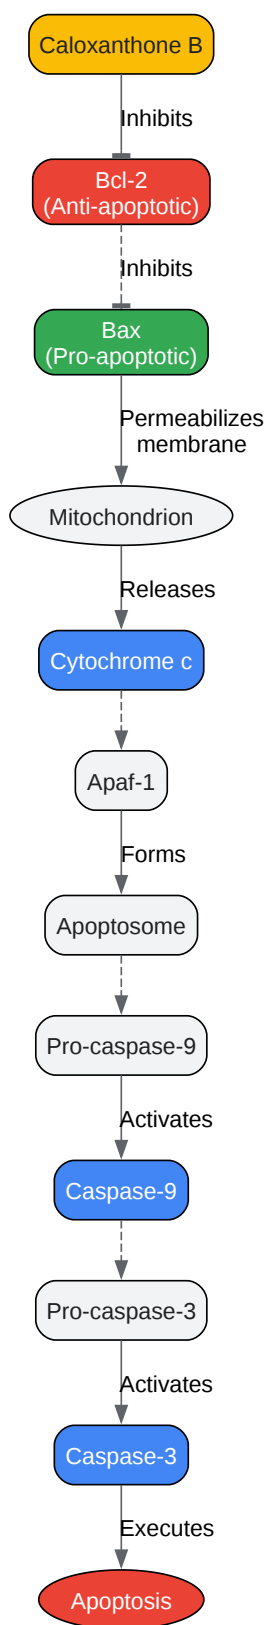 Caloxanthone B
Inhibits
Bcl-2
(Anti-apoptotic)
Inhibits
Bax
(Pro-apoptotic)
Permeabilizes
membrane
Mitochondrion
Releases
Cytochrome c
Apaf-1
Forms
Apoptosome
Pro-caspase-9
Activates
Caspase-9
Pro-caspase-3
Activates
Caspase-3
Executes
Apoptosis